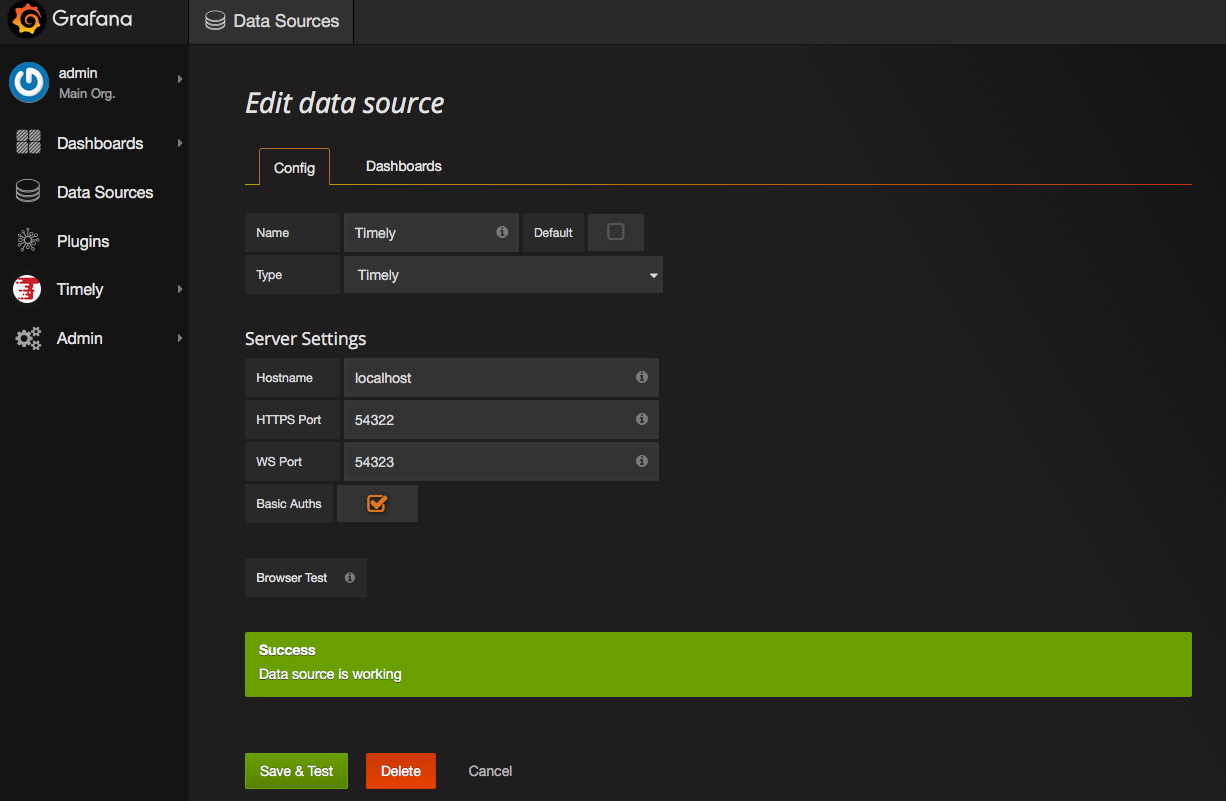 Grafana
Data Sources
admin
Main Org.
Dashboards
Data Sources
Plugins
Timely
Admin
Edit data source
Config
Dashboards
Name
Timely
Default
Type
Timely
Server Settings
Hostname
localhost
HTTPS Port
54322
WS Port
54323
Basic Auths
Browser Test
Success
Data source is working
Save & Test
Delete
Cancel